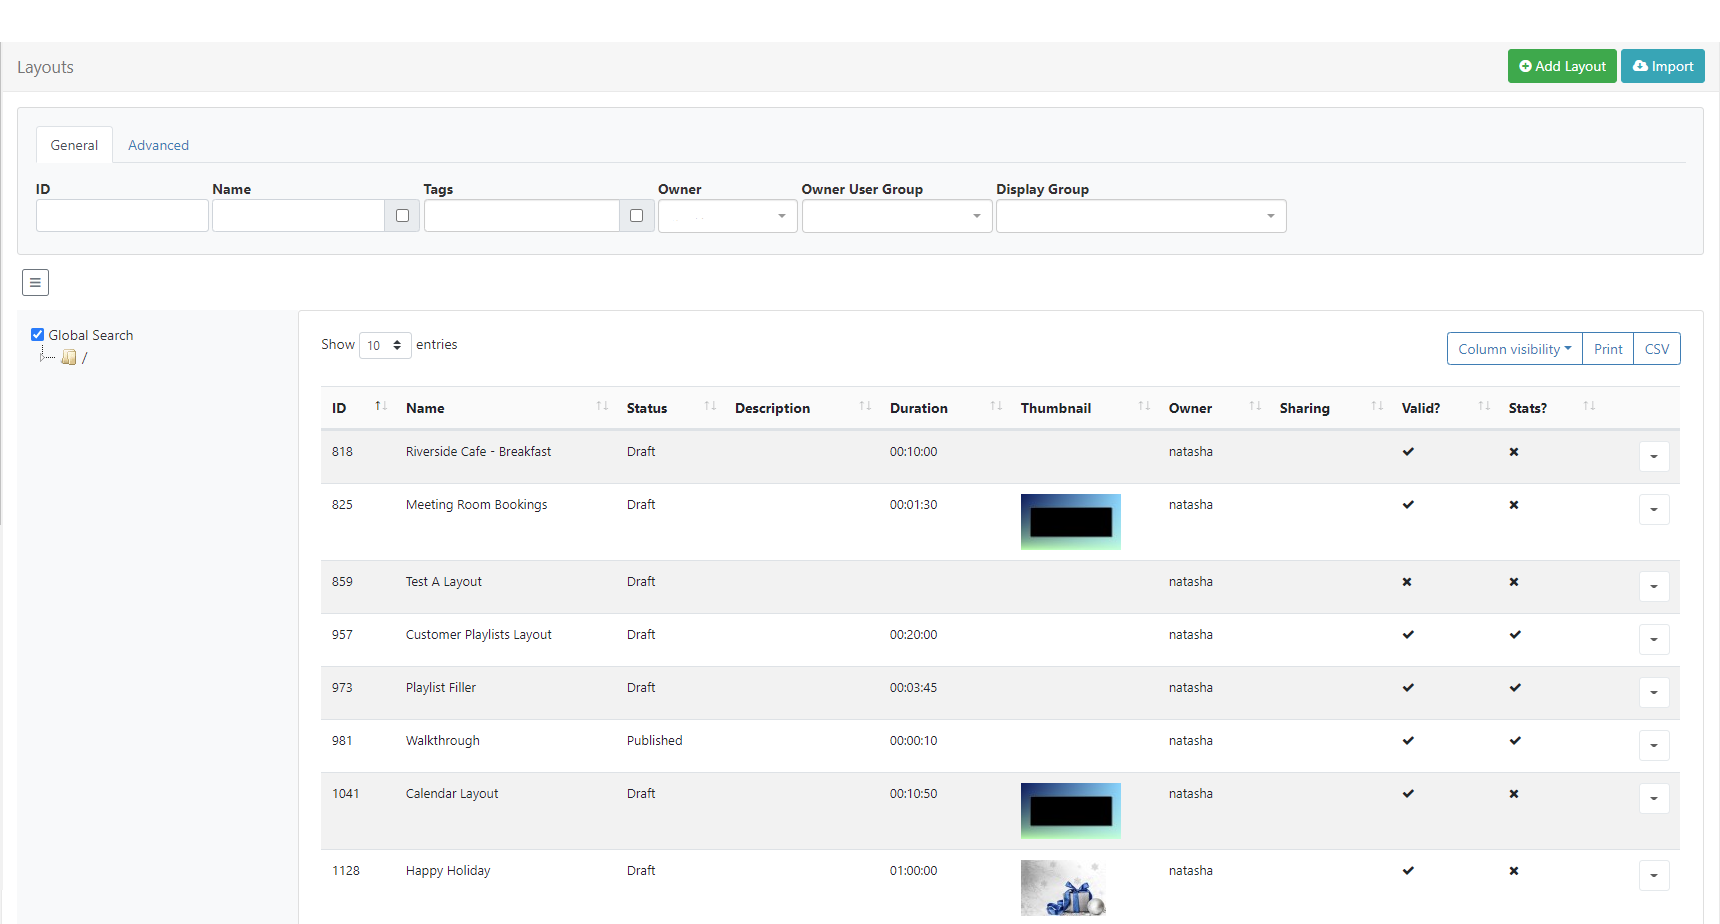 Layouts
Add Layout Import
General Advanced
ID Name Tags Owner Owner User Group Display Group
Global Search
/
Show 10 entries
Column visibility Print CSV
ID Name Status Description Duration Thumbnail Owner Sharing Valid? Stats?
818 Riverside Cafe - Breakfast Draft 00:10:00 natasha
825 Meeting Room Bookings Draft 00:01:30 natasha
859 Test A Layout Draft natasha
957 Customer Playlists Layout Draft 00:20:00 natasha
973 Playlist Filler Draft 00:03:45 natasha
981 Walkthrough Published 00:00:10 natasha
1041 Calendar Layout Draft 00:10:50 natasha
1128 Happy Holiday Draft 01:00:00 natasha